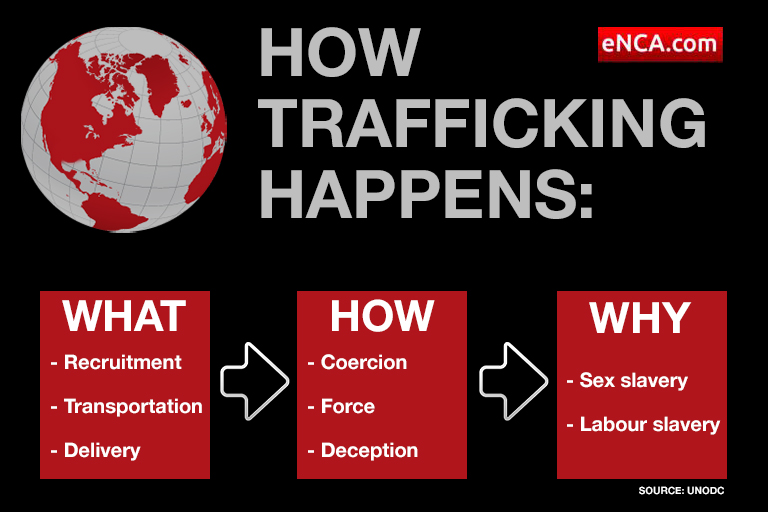 eNCA.com
HOW
TRAFFICKING
HAPPENS:
WHAT
- Recruitment
- Transportation
- Delivery
HOW
- Coercion
- Force
- Deception
WHY
- Sex slavery
- Labour slavery
SOURCE: UNODC